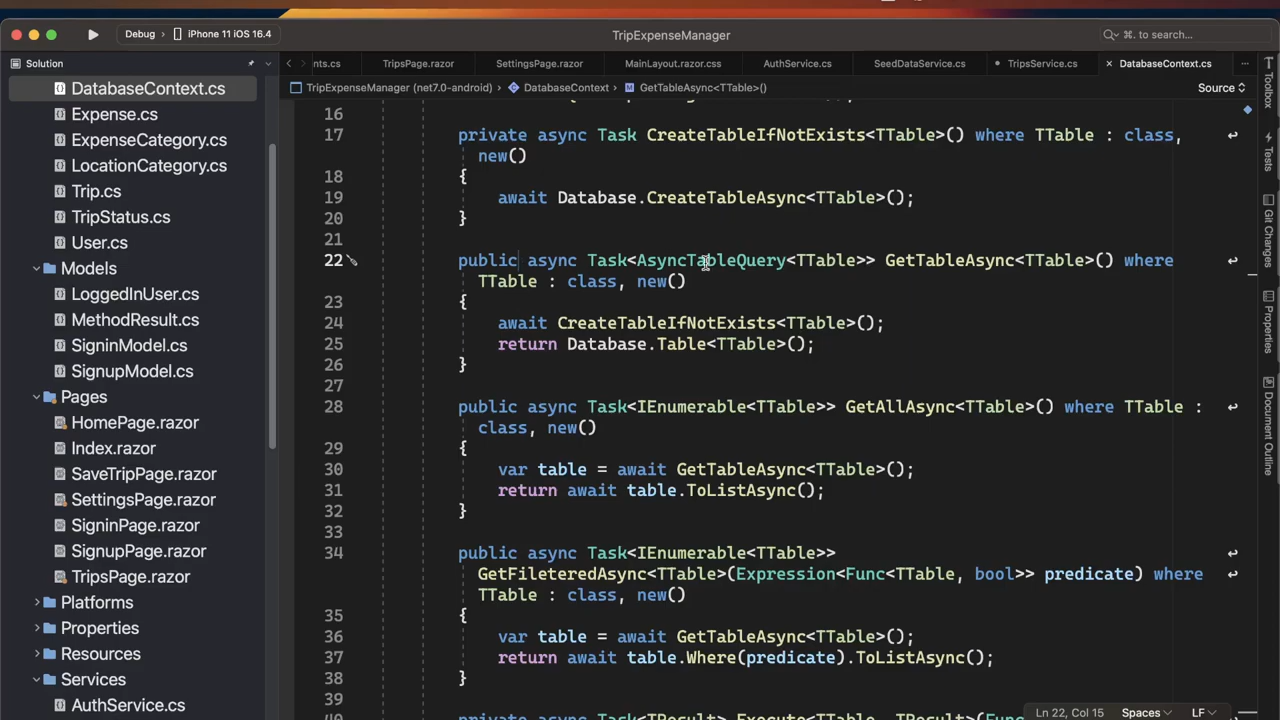 Debug › iPhone 11 iOS 16.4
TripExpenseManager
⌘. to search...
Solution
nts.cs
TripsPage.razor
SettingsPage.razor
MainLayout.razor.css
AuthService.cs
SeedDataService.cs
TripsService.cs
DatabaseContext.cs
TripExpenseManager (net7.0-android) › DatabaseContext › GetTableAsync<TTable>()
Source
DatabaseContext.cs
Expense.cs
ExpenseCategory.cs
LocationCategory.cs
Trip.cs
TripStatus.cs
User.cs
Models
LoggedInUser.cs
MethodResult.cs
SigninModel.cs
SignupModel.cs
Pages
HomePage.razor
Index.razor
SaveTripPage.razor
SettingsPage.razor
SigninPage.razor
SignupPage.razor
TripsPage.razor
Platforms
Properties
Resources
Services
AuthService.cs
16
17 private async Task CreateTableIfNotExists<TTable>() where TTable : class,
new()
18 {
19 await Database.CreateTableAsync<TTable>();
20 }
21
22 public async Task<AsyncTableQuery<TTable>> GetTableAsync<TTable>() where
TTable : class, new()
23 {
24 await CreateTableIfNotExists<TTable>();
25 return Database.Table<TTable>();
26 }
27
28 public async Task<IEnumerable<TTable>> GetAllAsync<TTable>() where TTable :
class, new()
29 {
30 var table = await GetTableAsync<TTable>();
31 return await table.ToListAsync();
32 }
33
34 public async Task<IEnumerable<TTable>>
GetFileteredAsync<TTable>(Expression<Func<TTable, bool>> predicate) where
TTable : class, new()
35 {
36 var table = await GetTableAsync<TTable>();
37 return await table.Where(predicate).ToListAsync();
38 }
39
Toolbox
Tests
Git Changes
Properties
Document Outline
Ln 22, Col 15
Spaces
LF